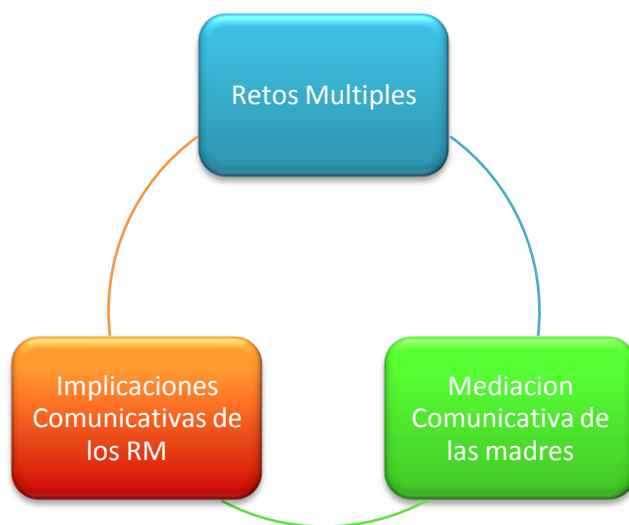 Retos Multiples
Implicaciones
Comunicativas de
los RM
Mediacion
Comunicativa de
las madres